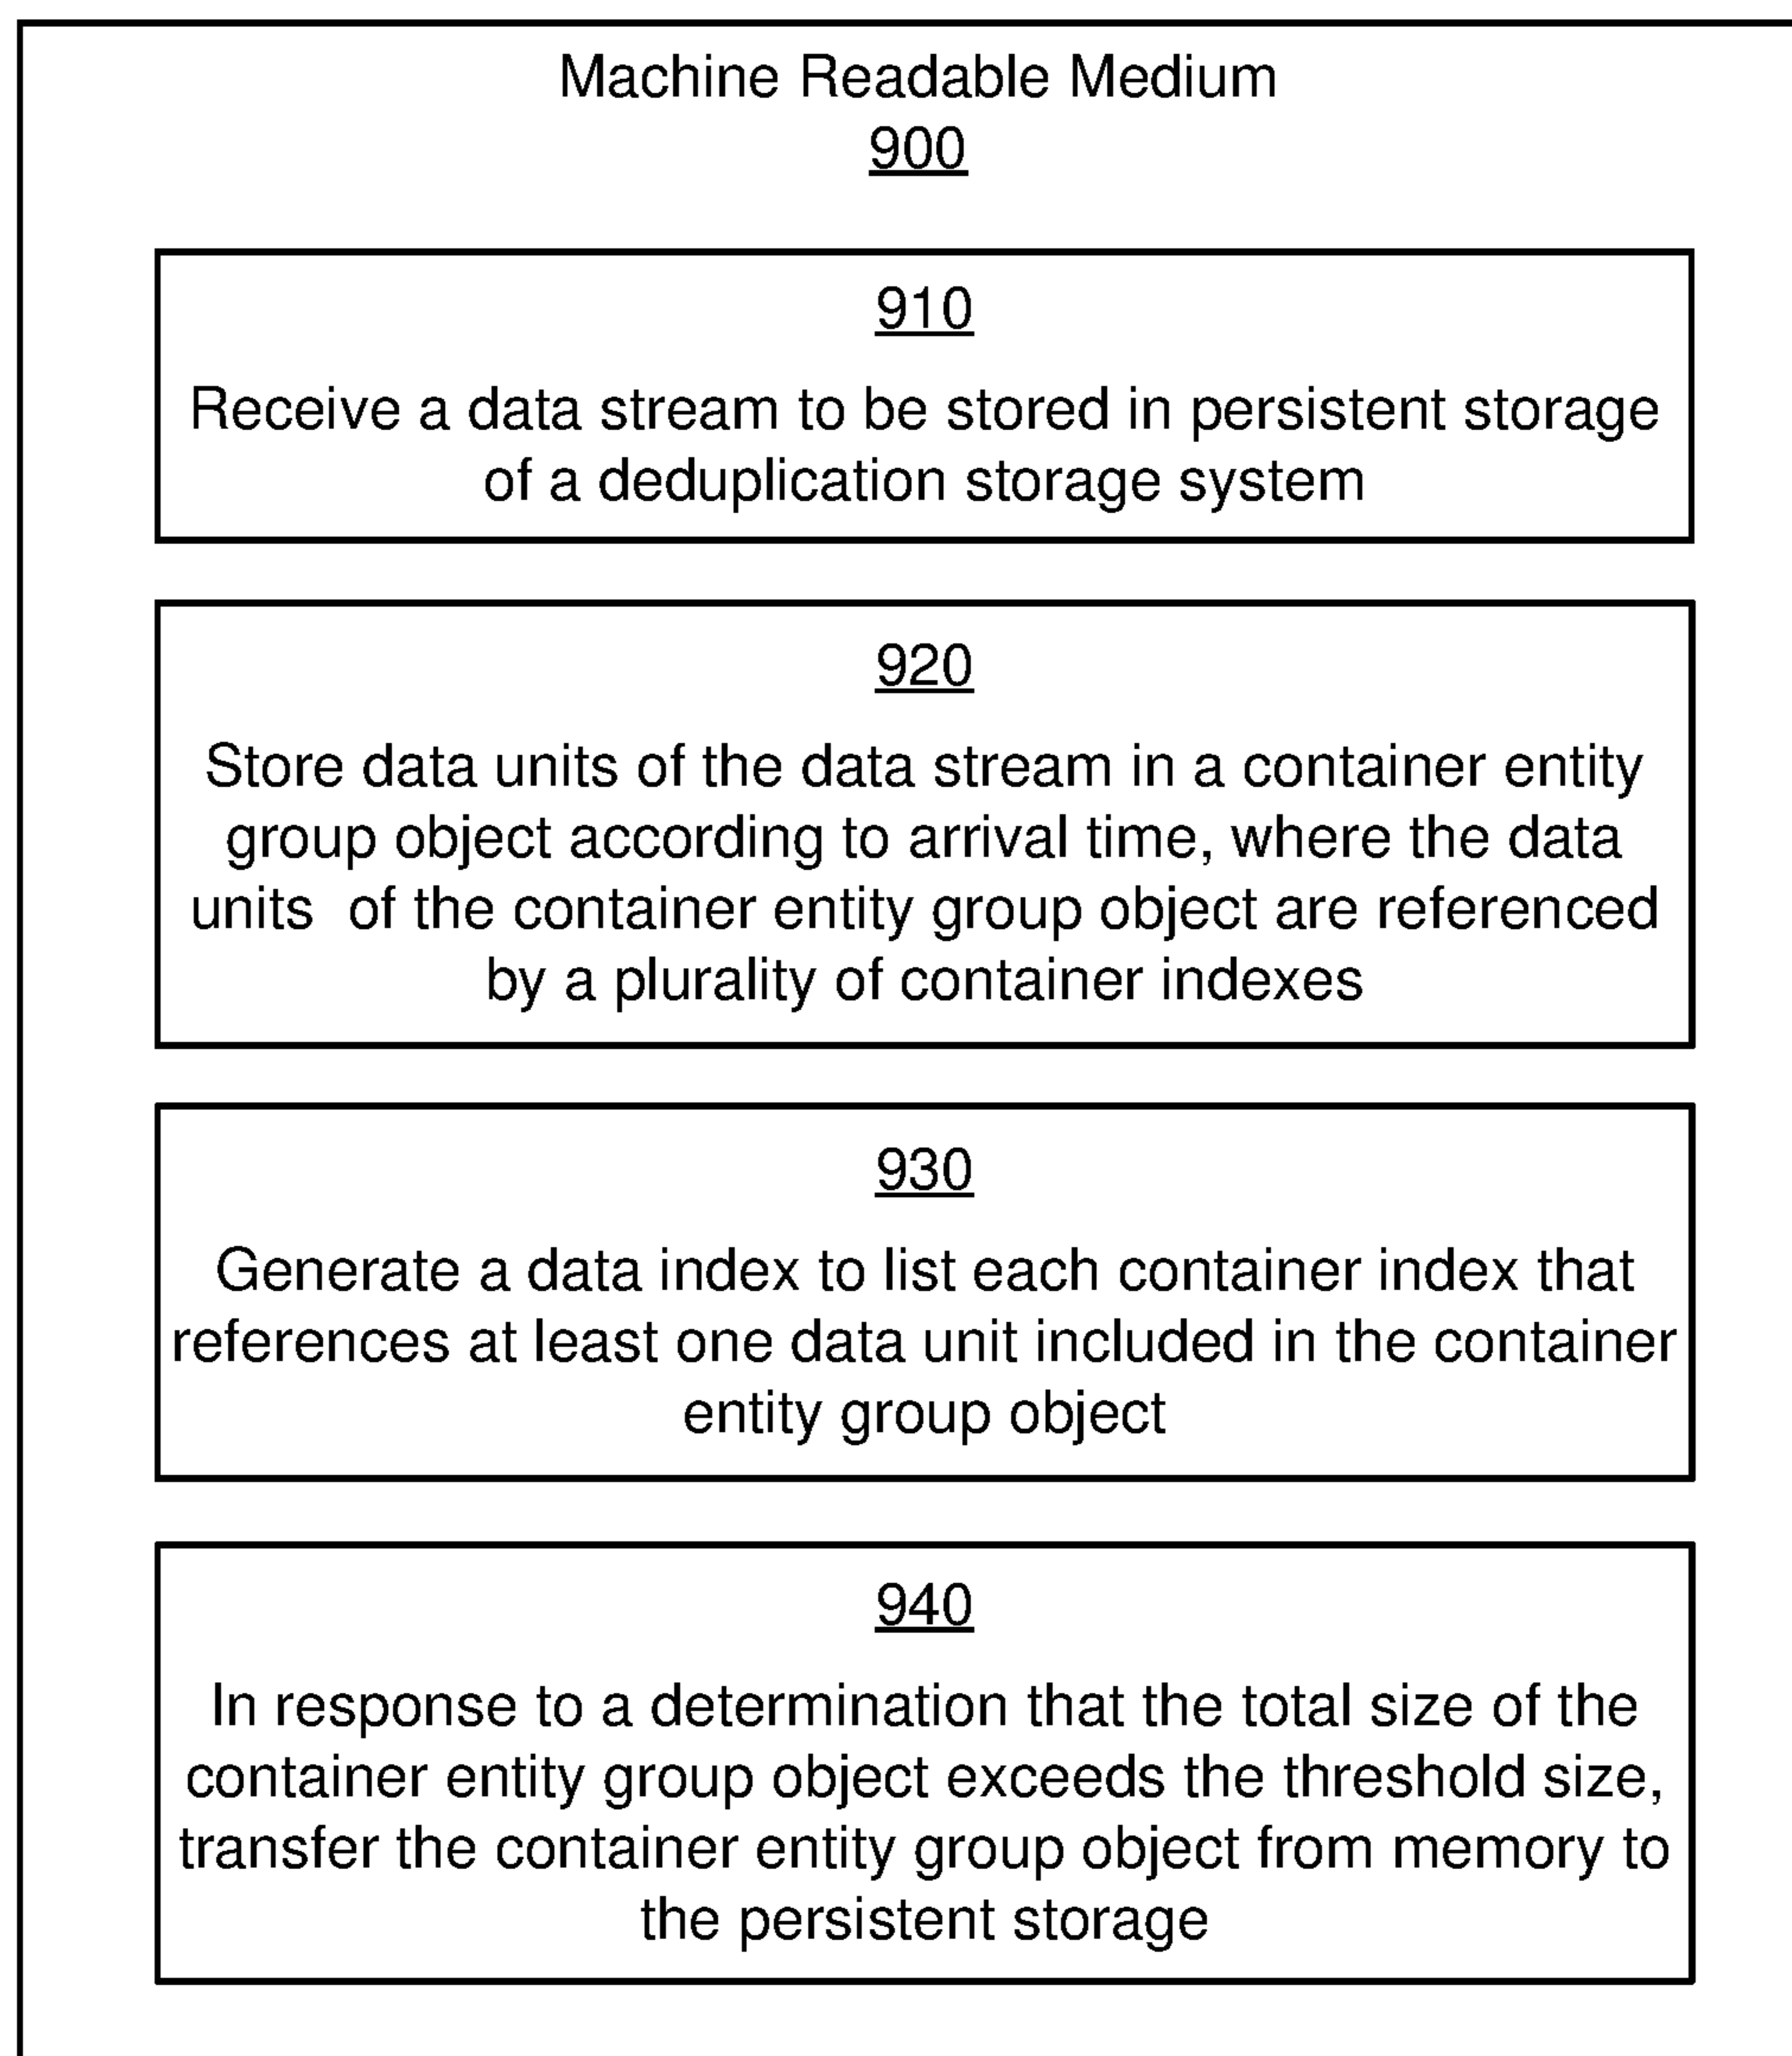 Machine Readable Medium
900
910
Receive a data stream to be stored in persistent storage
of a deduplication storage system
920
Store data units of the data stream in a container entity
group object according to arrival time, where the data
units of the container entity group object are referenced
by a plurality of container indexes
930
Generate a data index to list each container index that
references at least one data unit included in the container
entity group object
940
In response to a determination that the total size of the
container entity group object exceeds the threshold size,
transfer the container entity group object from memory to
the persistent storage